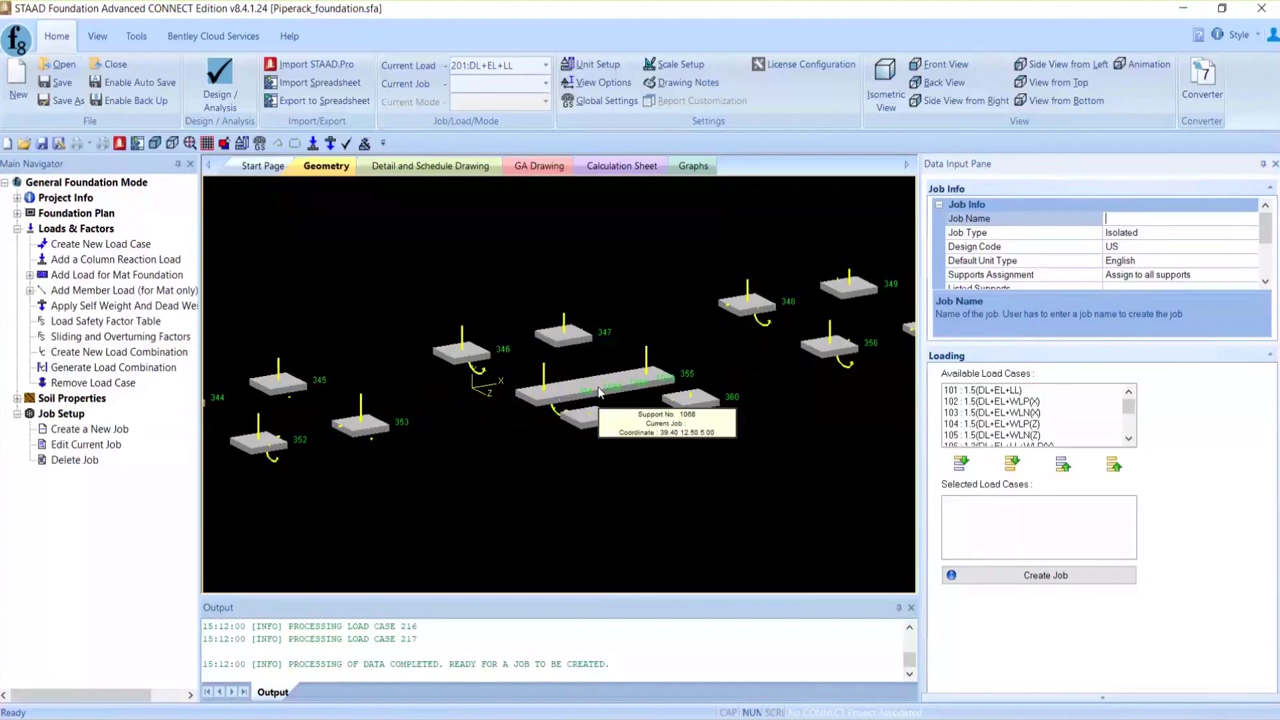 STAAD Foundation Advanced CONNECT Edition v8.4.1.24 [Piperack_foundation.sfa]
Home View Tools Bentley Cloud Services Help Style
New
Open
Save
Save As
Close
Enable Auto Save
Enable Back Up
File
Design / Analysis
Design / Analysis
Import STAAD.Pro
Import Spreadsheet
Export to Spreadsheet
Import/Export
Current Load 201:DL+EL+LL
Current Job
Current Mode
Job/Load/Mode
Unit Setup
View Options
Global Settings
Scale Setup
Drawing Notes
Report Customization
License Configuration
Settings
Isometric View
Front View
Back View
Side View from Right
Side View from Left
View from Top
View from Bottom
Animation
View
Converter
Converter
Main Navigator
General Foundation Mode
Project Info
Foundation Plan
Loads & Factors
Create New Load Case
Add a Column Reaction Load
Add Load for Mat Foundation
Add Member Load (for Mat only)
Apply Self Weight And Dead We
Load Safety Factor Table
Sliding and Overturning Factors
Create New Load Combination
Generate Load Combination
Remove Load Case
Soil Properties
Job Setup
Create a New Job
Edit Current Job
Delete Job
Start Page Geometry Detail and Schedule Drawing GA Drawing Calculation Sheet Graphs
349
348
347
356
346
355
345
360
344
353
352
X
Z
Support No. 1068
Current Job :
Coordinate : 39.40 12.50 5.00
Output
15:12:00 [INFO] PROCESSING LOAD CASE 216
15:12:00 [INFO] PROCESSING LOAD CASE 217
15:12:00 [INFO] PROCESSING OF DATA COMPLETED. READY FOR A JOB TO BE CREATED.
Output
Data Input Pane
Job Info
Job Info
Job Name
Job Type Isolated
Design Code US
Default Unit Type English
Supports Assignment Assign to all supports
Listed Supports
Job Name
Name of the job. User has to enter a job name to create the job
Loading
Available Load Cases :
101 : 1.5(DL+EL+LL)
102 : 1.5(DL+EL+WLP(X)
103 : 1.5(DL+EL+WLN(X)
104 : 1.5(DL+EL+WLP(Z)
105 : 1.5(DL+EL+WLN(Z)
Selected Load Cases :
Create Job
Ready
CAP NUM SCRL No CONNECT Project Associated